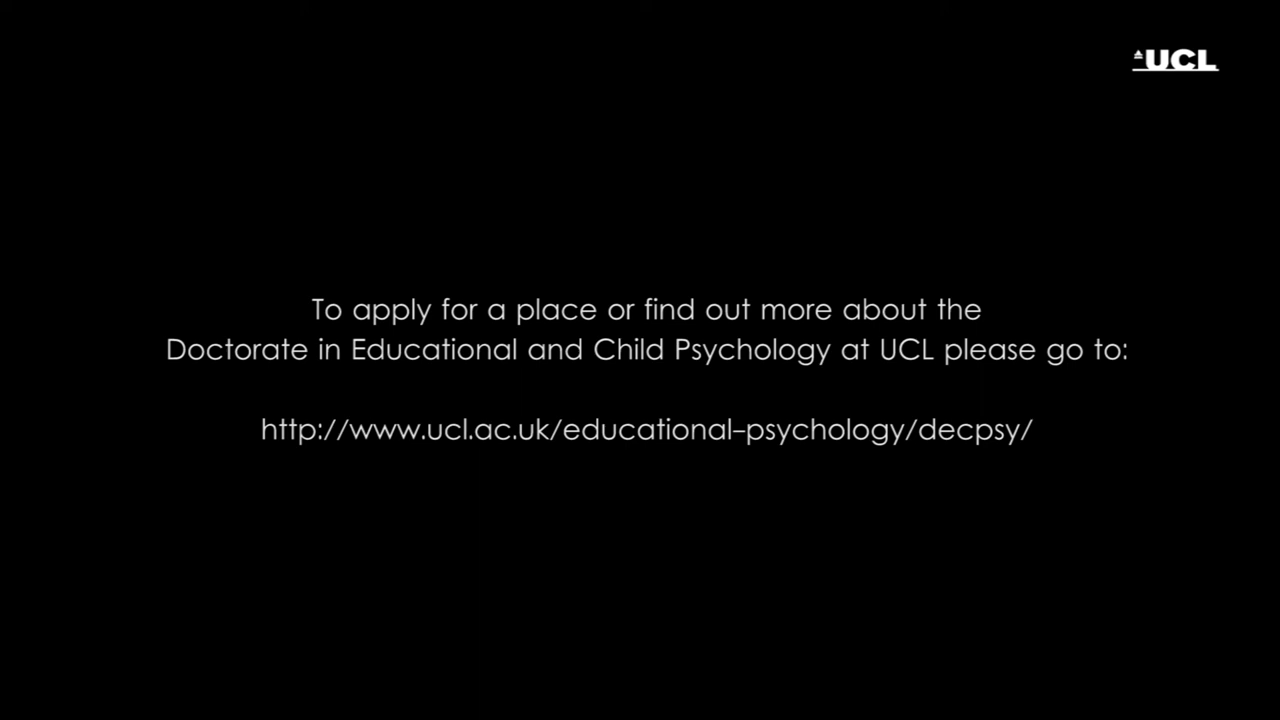 UCL
To apply for a place or find out more about the
Doctorate in Educational and Child Psychology at UCL please go to:
http://www.ucl.ac.uk/educational-psychology/decpsy/